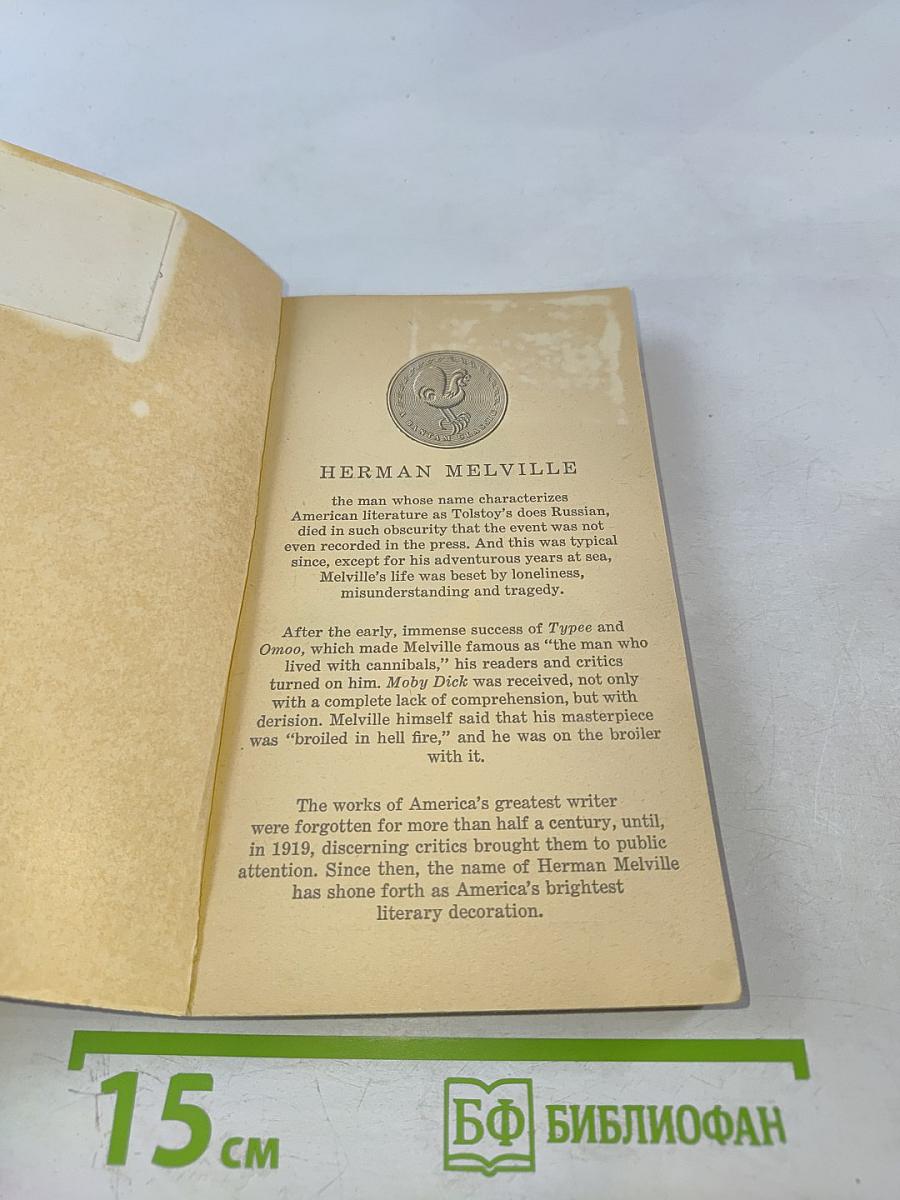 A BANTAM CLASSIC
HERMAN MELVILLE
the man whose name characterizes
American literature as Tolstoy's does Russian,
died in such obscurity that the event was not
even recorded in the press. And this was typical
since, except for his adventurous years at sea,
Melville's life was beset by loneliness,
misunderstanding and tragedy.
After the early, immense success of Typee and
Omoo, which made Melville famous as "the man who
lived with cannibals," his readers and critics
turned on him. Moby Dick was received, not only
with a complete lack of comprehension, but with
derision. Melville himself said that his masterpiece
was "broiled in hell fire," and he was on the broiler
with it.
The works of America's greatest writer
were forgotten for more than half a century, until,
in 1919, discerning critics brought them to public
attention. Since then, the name of Herman Melville
has shone forth as America's brightest
literary decoration.
15 см
БФ БИБЛИОФАН